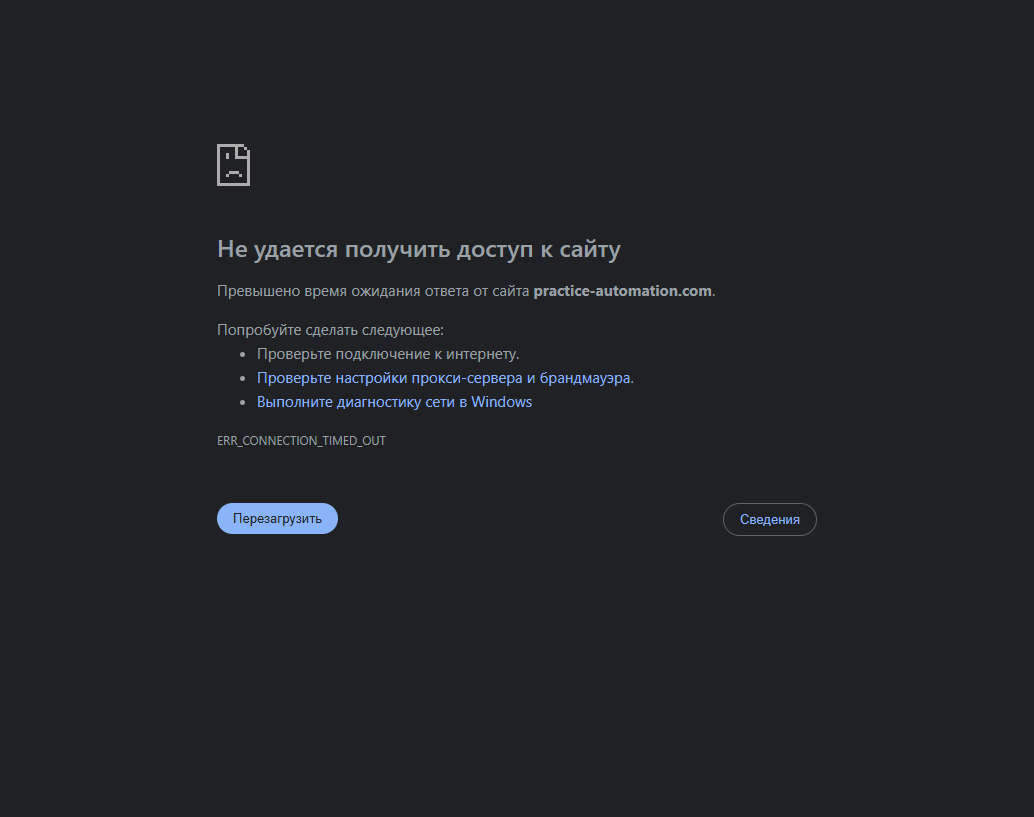 Не удается получить доступ к сайту
Превышено время ожидания ответа от сайта practice-automation.com.
Попробуйте сделать следующее:
Проверьте подключение к интернету.
Проверьте настройки прокси-сервера и брандмауэра.
Выполните диагностику сети в Windows
ERR_CONNECTION_TIMED_OUT
Перезагрузить
Сведения